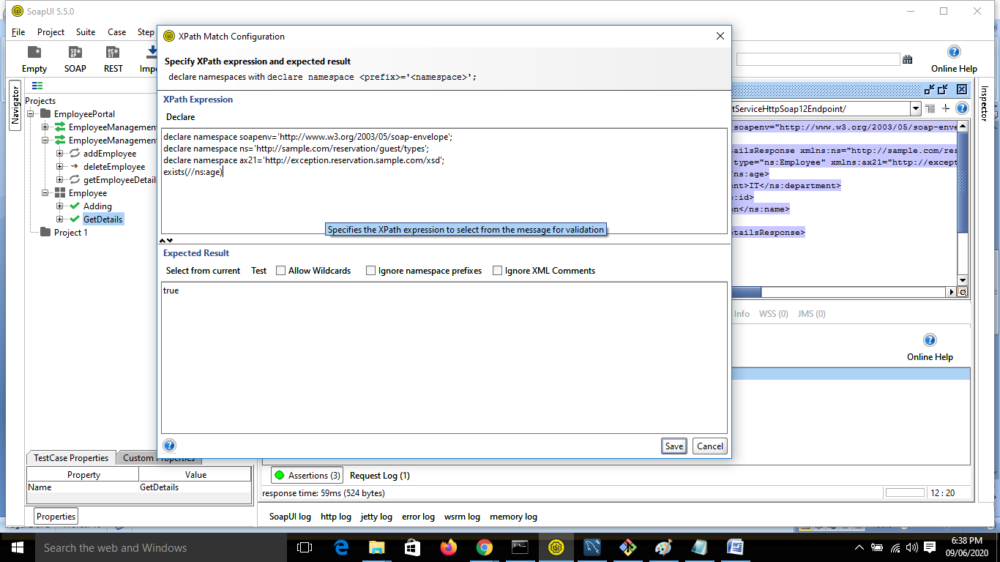 SoapUI 5.5.0
File Project Suite Case Step
Empty SOAP REST Impo
Online Help
XPath Match Configuration
Specify XPath expression and expected result
declare namespaces with declare namespace <prefix>='<namespace>';
XPath Expression
Declare
declare namespace soapenv='http://www.w3.org/2003/05/soap-envelope';
declare namespace ns='http://sample.com/reservation/guest/types';
declare namespace ax21='http://exception.reservation.sample.com/xsd';
exists(//ns:age)
Specifies the XPath expression to select from the message for validation
Expected Result
Select from current Test Allow Wildcards Ignore namespace prefixes Ignore XML Comments
true
Save Cancel
Navigator
Projects
EmployeePortal
EmployeeManagement
EmployeeManagement
addEmployee
deleteEmployee
getEmployeeDetail
Employee
Adding
GetDetails
Project 1
Inspector
tServiceHttpSoap12Endpoint/
soapenv="http://www.w3.org/2003/05/soap-enve
ailsResponse xmlns:ns="http://sample.com/res
type="ns:Employee" xmlns:ax21="http://except
ns:age>
ent>IT</ns:department>
s:id>
n</ns:name>
tailsResponse>
Info WSS (0) JMS (0)
Online Help
TestCase Properties Custom Properties
Property Value
Name GetDetails
Properties
Assertions (3) Request Log (1)
response time: 59ms (524 bytes)
12 : 20
SoapUI log http log jetty log error log wsrm log memory log
Search the web and Windows
6:38 PM
09/06/2020